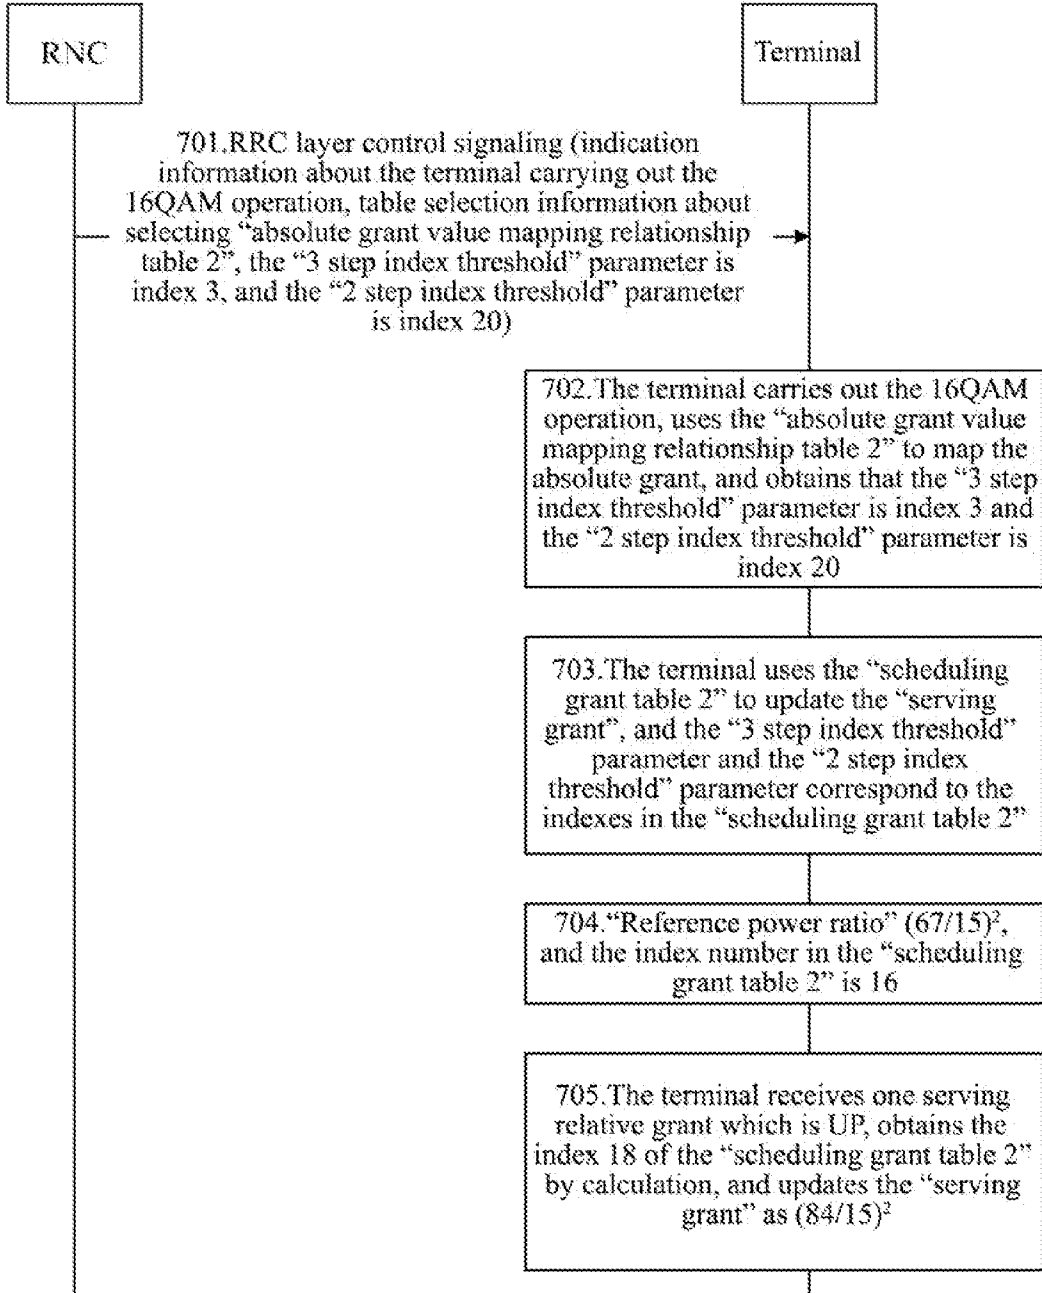 RNC
Terminal
701.RRC layer control signaling (indication
information about the terminal carrying out the
16QAM operation, table selection information about
selecting “absolute grant value mapping relationship
table 2”, the “3 step index threshold” parameter is
index 3, and the “2 step index threshold” parameter
is index 20)
702.The terminal carries out the 16QAM
operation, uses the “absolute grant value
mapping relationship table 2” to map the
absolute grant, and obtains that the “3 step
index threshold” parameter is index 3 and
the “2 step index threshold” parameter is
index 20
703.The terminal uses the “scheduling
grant table 2” to update the “serving
grant”, and the “3 step index threshold”
parameter and the “2 step index
threshold” parameter correspond to the
indexes in the “scheduling grant table 2”
704.“Reference power ratio” (67/15)²,
and the index number in the “scheduling
grant table 2” is 16
705.The terminal receives one serving
relative grant which is UP, obtains the
index 18 of the “scheduling grant table 2”
by calculation, and updates the “serving
grant” as (84/15)²